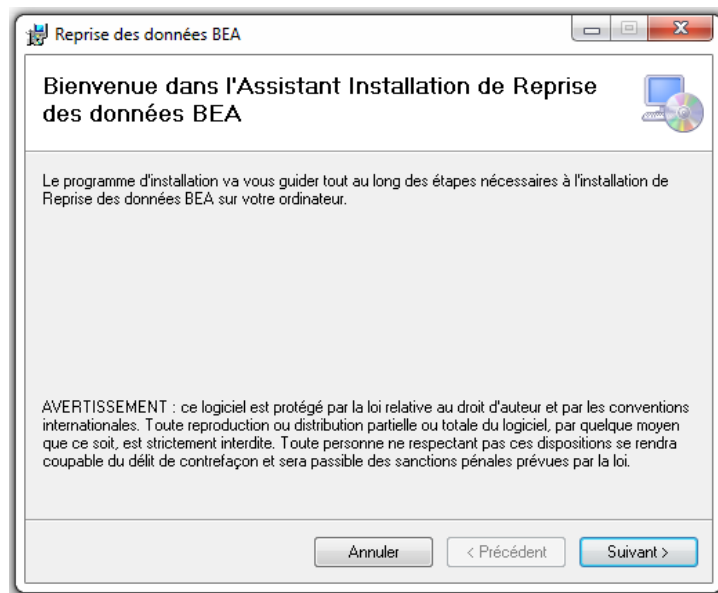 Reprise des données BEA
Bienvenue dans l'Assistant Installation de Reprise
des données BEA
Le programme d'installation va vous guider tout au long des étapes nécessaires à l'installation de
Reprise des données BEA sur votre ordinateur.
AVERTISSEMENT : ce logiciel est protégé par la loi relative au droit d'auteur et par les conventions
internationales. Toute reproduction ou distribution partielle ou totale du logiciel, par quelque moyen
que ce soit, est strictement interdite. Toute personne ne respectant pas ces dispositions se rendra
coupable du délit de contrefaçon et sera passible des sanctions pénales prévues par la loi.
Annuler < Précédent Suivant >